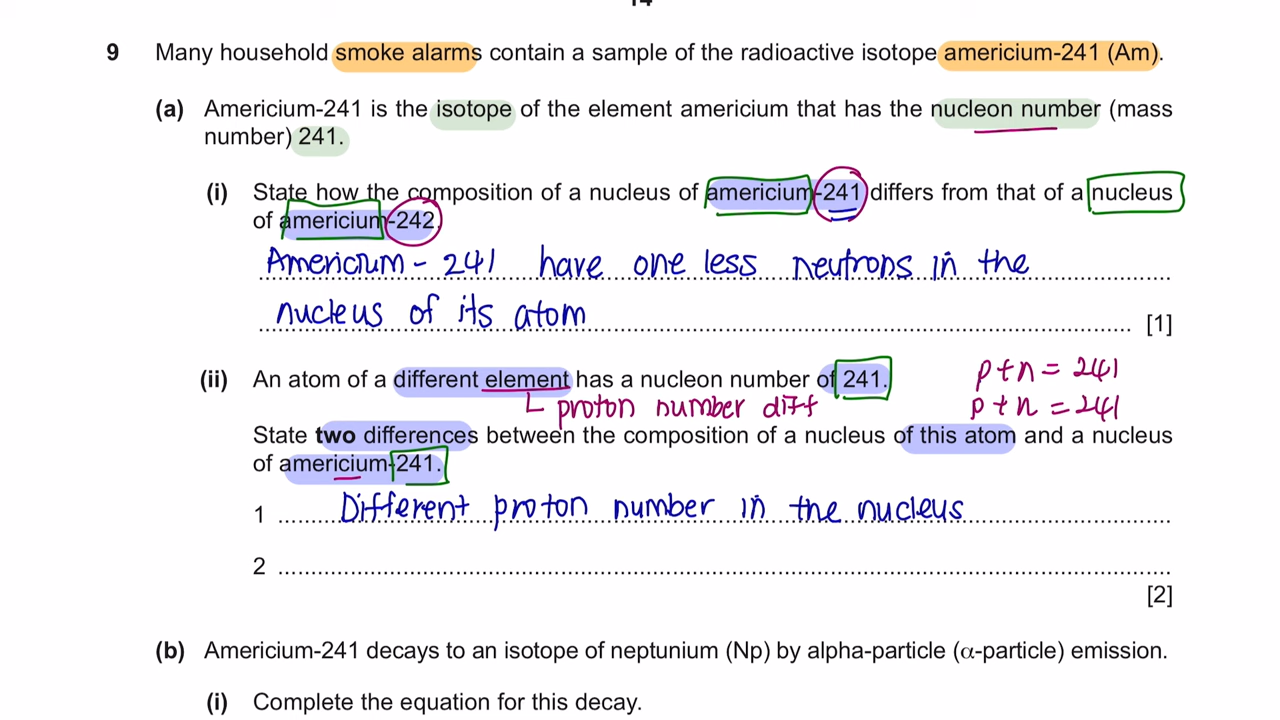 14
9 Many household smoke alarms contain a sample of the radioactive isotope americium-241 (Am).
(a) Americium-241 is the isotope of the element americium that has the nucleon number (mass
number) 241.
(i) State how the composition of a nucleus of americium-241 differs from that of a nucleus
of americium-242.
Americium - 241 have one less neutrons in the
nucleus of its atom
[1]
(ii) An atom of a different element has a nucleon number of 241.
p + n = 241
proton number diff
p + n = 241
State two differences between the composition of a nucleus of this atom and a nucleus
of americium-241.
1 Different proton number in the nucleus
2
[2]
(b) Americium-241 decays to an isotope of neptunium (Np) by alpha-particle (α-particle) emission.
(i) Complete the equation for this decay.